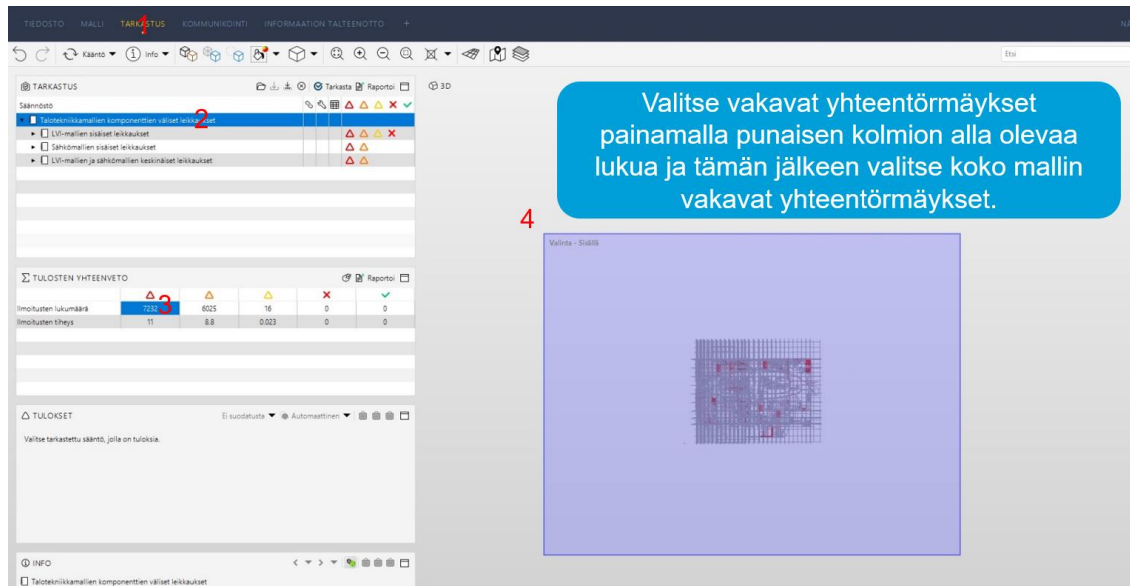 TIEDOSTO MALLI TARKASTUS KOMMUNIKOINTI INFORMAATION TALTEENOTTO +
1
Kääntö Info
Etsi
TARKASTUS Tarkasta Raportoi
3D
Säännöstö
Talotekniikkamallien komponenttien väliset leikkaukset
2
LVI-mallien sisäiset leikkaukset
Sähkömallien sisäiset leikkaukset
LVI-mallien ja sähkömallien keskinäiset leikkaukset
Valitse vakavat yhteentörmäykset
painamalla punaisen kolmion alla olevaa
lukua ja tämän jälkeen valitse koko mallin
vakavat yhteentörmäykset.
4
Valinta - Sisällä
TULOSTEN YHTEENVETO Raportoi
Ilmoitusten lukumäärä 7232 6025 16 0 0
3
Ilmoitusten tiheys 11 8.8 0.023 0 0
TULOKSET Ei suodatusta Automaattinen
Valitse tarkastettu sääntö, jolla on tuloksia.
INFO
Talotekniikkamallien komponenttien väliset leikkaukset